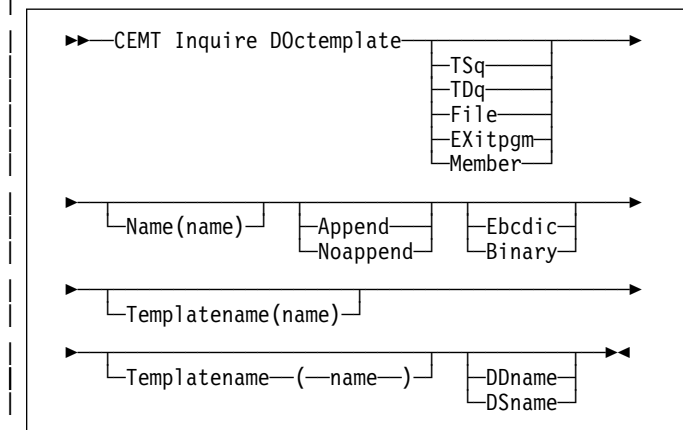 CEMT Inquire DOctemplate
TSq
TDq
File
EXitpgm
Member
Name(name) Append Ebcdic
Noappend Binary
Templatename(name)
Templatename ( name ) DDname
DSname